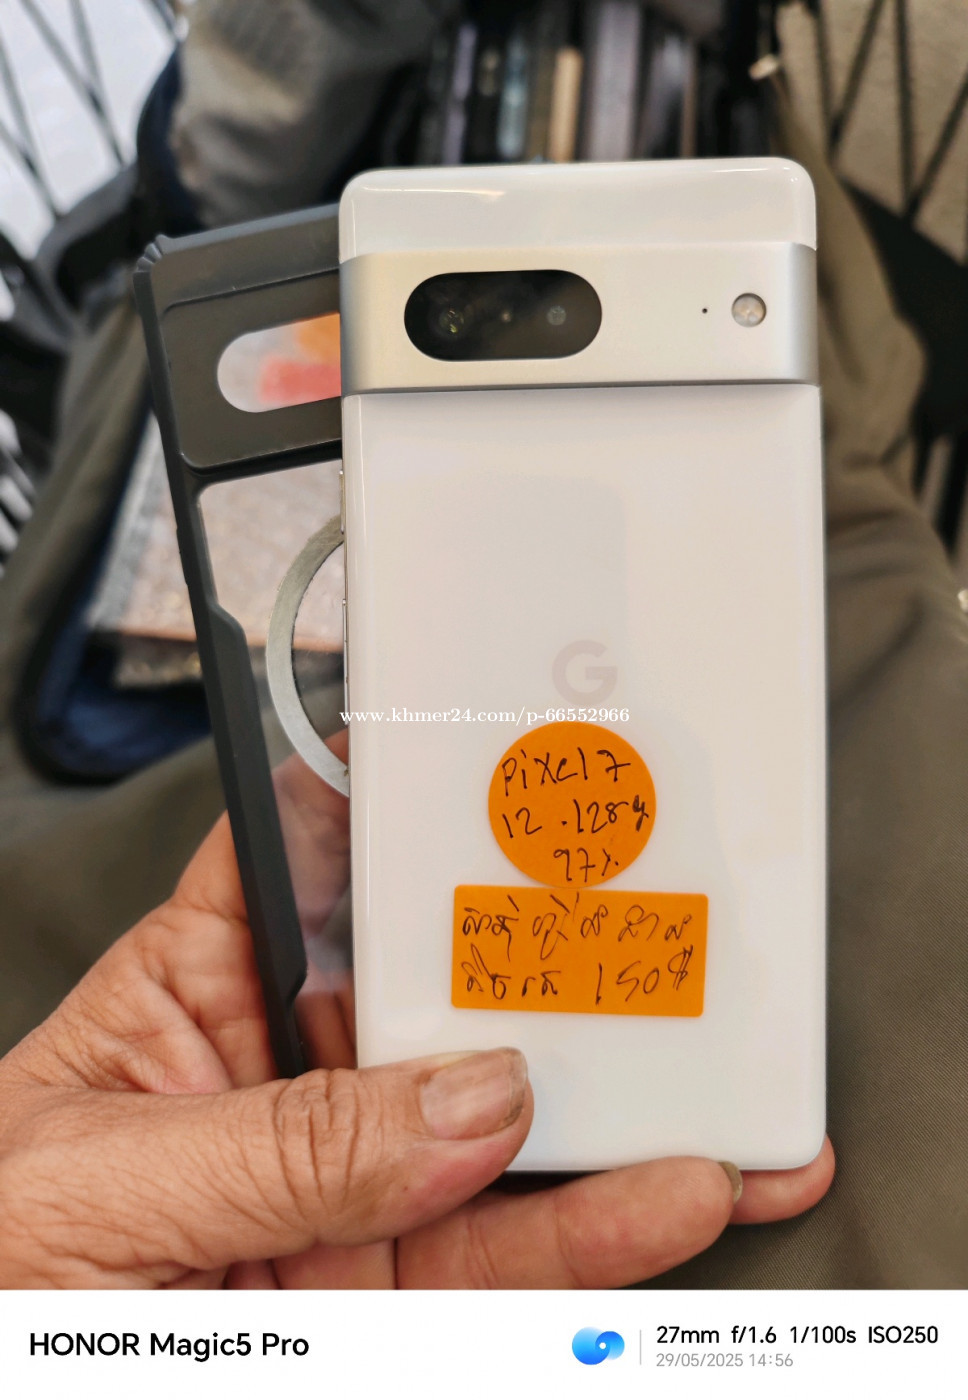 G
www.khmer24.com/p-66552966
Pixel 7
12.128g
97%
150$
HONOR Magic5 Pro
27mm f/1.6 1/100s ISO250
29/05/2025 14:56